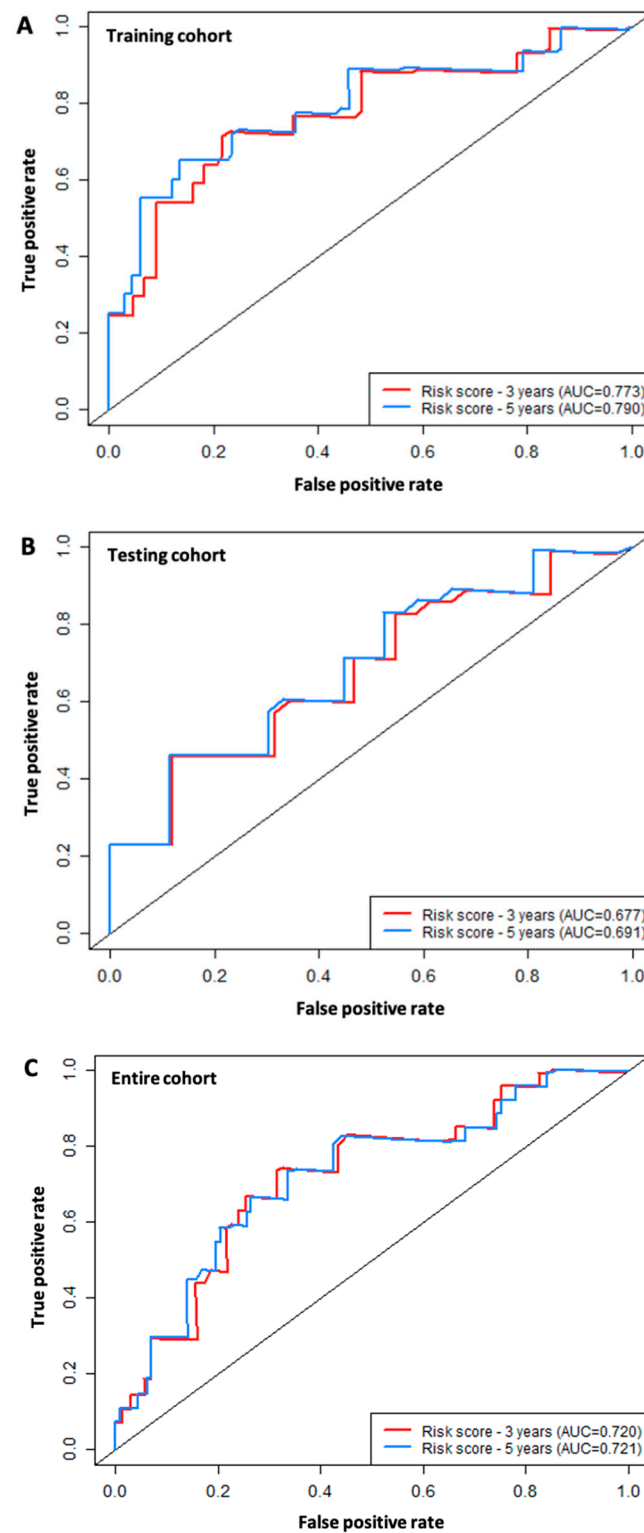 A
Training cohort
True positive rate
1.0
0.8
0.6
0.4
0.2
0.0
Risk score - 3 years (AUC=0.773)
Risk score - 5 years (AUC=0.790)
0.0 0.2 0.4 0.6 0.8 1.0
False positive rate
B
Testing cohort
True positive rate
1.0
0.8
0.6
0.4
0.2
0.0
Risk score - 3 years (AUC=0.677)
Risk score - 5 years (AUC=0.691)
0.0 0.2 0.4 0.6 0.8 1.0
False positive rate
C
Entire cohort
True positive rate
1.0
0.8
0.6
0.4
0.2
0.0
Risk score - 3 years (AUC=0.720)
Risk score - 5 years (AUC=0.721)
0.0 0.2 0.4 0.6 0.8 1.0
False positive rate